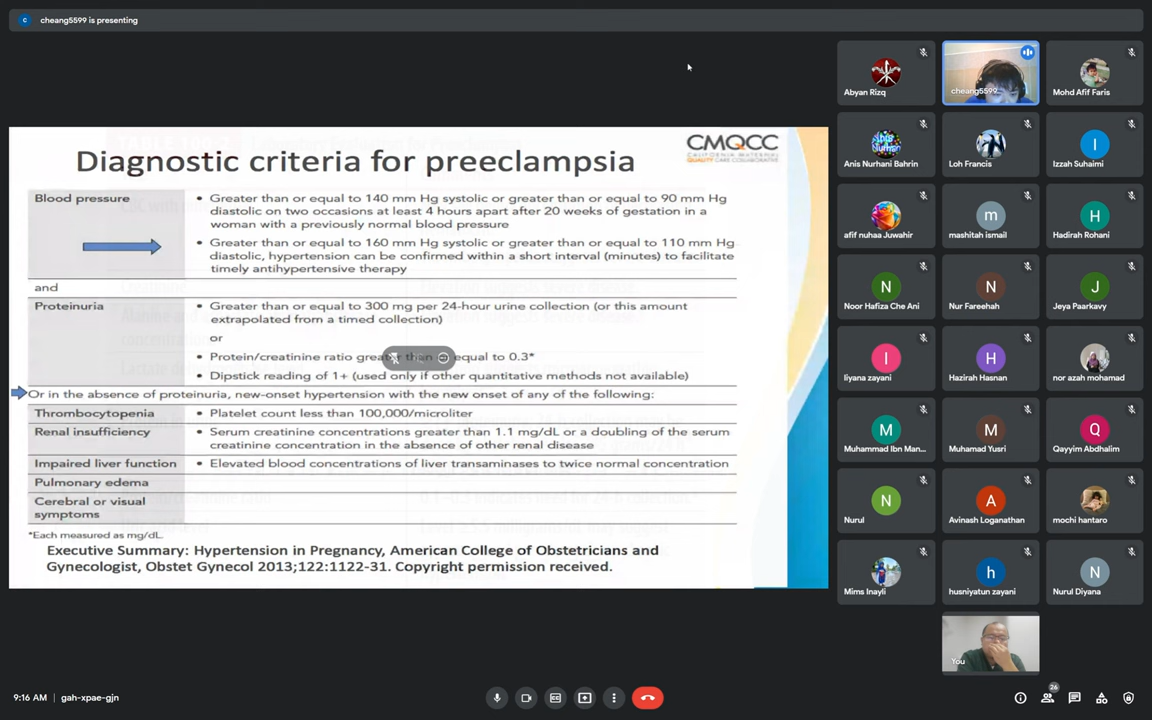 c
cheang5599 is presenting
CMQCC
CALIFORNIA MATERNAL
QUALITY CARE COLLABORATIVE
Diagnostic criteria for preeclampsia
Blood pressure
• Greater than or equal to 140 mm Hg systolic or greater than or equal to 90 mm Hg
diastolic on two occasions at least 4 hours apart after 20 weeks of gestation in a
woman with a previously normal blood pressure
• Greater than or equal to 160 mm Hg systolic or greater than or equal to 110 mm Hg
diastolic, hypertension can be confirmed within a short interval (minutes) to facilitate
timely antihypertensive therapy
and
Proteinuria
• Greater than or equal to 300 mg per 24-hour urine collection (or this amount
extrapolated from a timed collection)
or
• Protein/creatinine ratio greater than or equal to 0.3*
• Dipstick reading of 1+ (used only if other quantitative methods not available)
Or in the absence of proteinuria, new-onset hypertension with the new onset of any of the following:
Thrombocytopenia
• Platelet count less than 100,000/microliter
Renal insufficiency
• Serum creatinine concentrations greater than 1.1 mg/dL or a doubling of the serum
creatinine concentration in the absence of other renal disease
Impaired liver function
• Elevated blood concentrations of liver transaminases to twice normal concentration
Pulmonary edema
Cerebral or visual
symptoms
*Each measured as mg/dL.
Executive Summary: Hypertension in Pregnancy, American College of Obstetricians and
Gynecologist, Obstet Gynecol 2013;122:1122-31. Copyright permission received.
Abyan Rizq
cheang5599
Mohd Afif Faris
Anis Nurhani Bahrin
Loh Francis
I
Izzah Suhaimi
afif nuhaa Juwahir
m
mashitah ismail
H
Hadirah Rohani
N
Noor Hafiza Che Ani
N
Nur Fareehah
J
Jeya Paarkavy
l
liyana zayani
H
Hazirah Hasnan
nor azah mohamad
M
Muhammad Ibn Man...
M
Muhamad Yusri
Q
Qayyim Abdhalim
N
Nurul
A
Avinash Loganathan
mochi hantaro
Mims Inayli
h
husniyatun zayani
N
Nurul Diyana
You
9:16 AM | gah-xpae-gjn
26